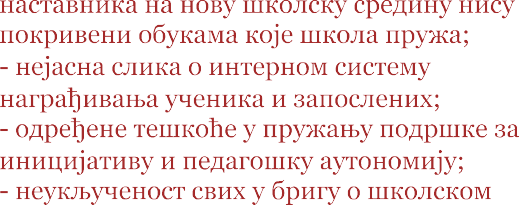 наставника на нову школску средину нису
покривени обукама које школа пружа;
- нејасна слика о интерном систему
награђивања ученика и запослених;
- одређене тешкоће у пружању подршке за
иницијативу и педагошку аутономију;
- неукљученост свих у бригу о школском